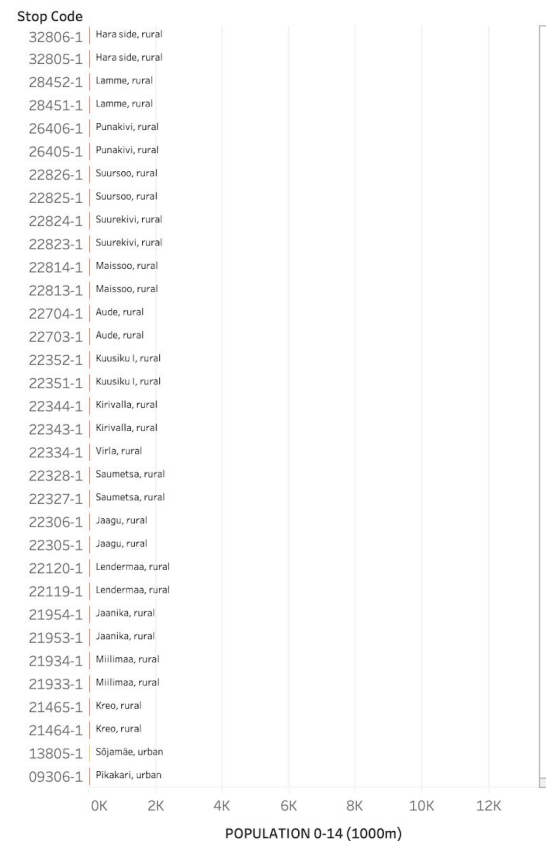 Stop Code
32806-1 Hara side, rural
32805-1 Hara side, rural
28452-1 Lamme, rural
28451-1 Lamme, rural
26406-1 Punakivi, rural
26405-1 Punakivi, rural
22826-1 Suursoo, rural
22825-1 Suursoo, rural
22824-1 Suurekivi, rural
22823-1 Suurekivi, rural
22814-1 Maissoo, rural
22813-1 Maissoo, rural
22704-1 Aude, rural
22703-1 Aude, rural
22352-1 Kuusiku I, rural
22351-1 Kuusiku I, rural
22344-1 Kirivalla, rural
22343-1 Kirivalla, rural
22334-1 Virla, rural
22328-1 Saumetsa, rural
22327-1 Saumetsa, rural
22306-1 Jaagu, rural
22305-1 Jaagu, rural
22120-1 Lendermaa, rural
22119-1 Lendermaa, rural
21954-1 Jaanika, rural
21953-1 Jaanika, rural
21934-1 Miilimaa, rural
21933-1 Miilimaa, rural
21465-1 Kreo, rural
21464-1 Kreo, rural
13805-1 Sõjamäe, urban
09306-1 Pikakari, urban
0K 2K 4K 6K 8K 10K 12K
POPULATION 0-14 (1000m)